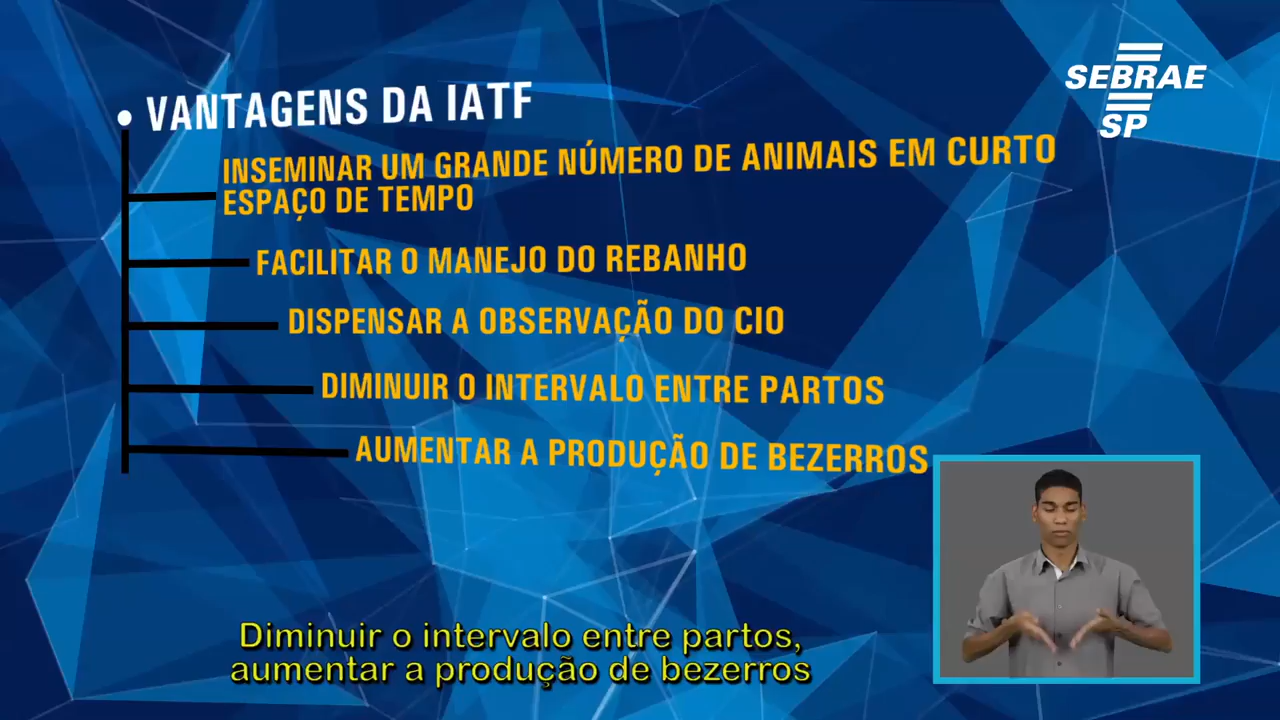 SEBRAE
SP
• VANTAGENS DA IATF
INSEMINAR UM GRANDE NÚMERO DE ANIMAIS EM CURTO
ESPAÇO DE TEMPO
FACILITAR O MANEJO DO REBANHO
DISPENSAR A OBSERVAÇÃO DO CIO
DIMINUIR O INTERVALO ENTRE PARTOS
AUMENTAR A PRODUÇÃO DE BEZERROS
Diminuir o intervalo entre partos,
aumentar a produção de bezerros